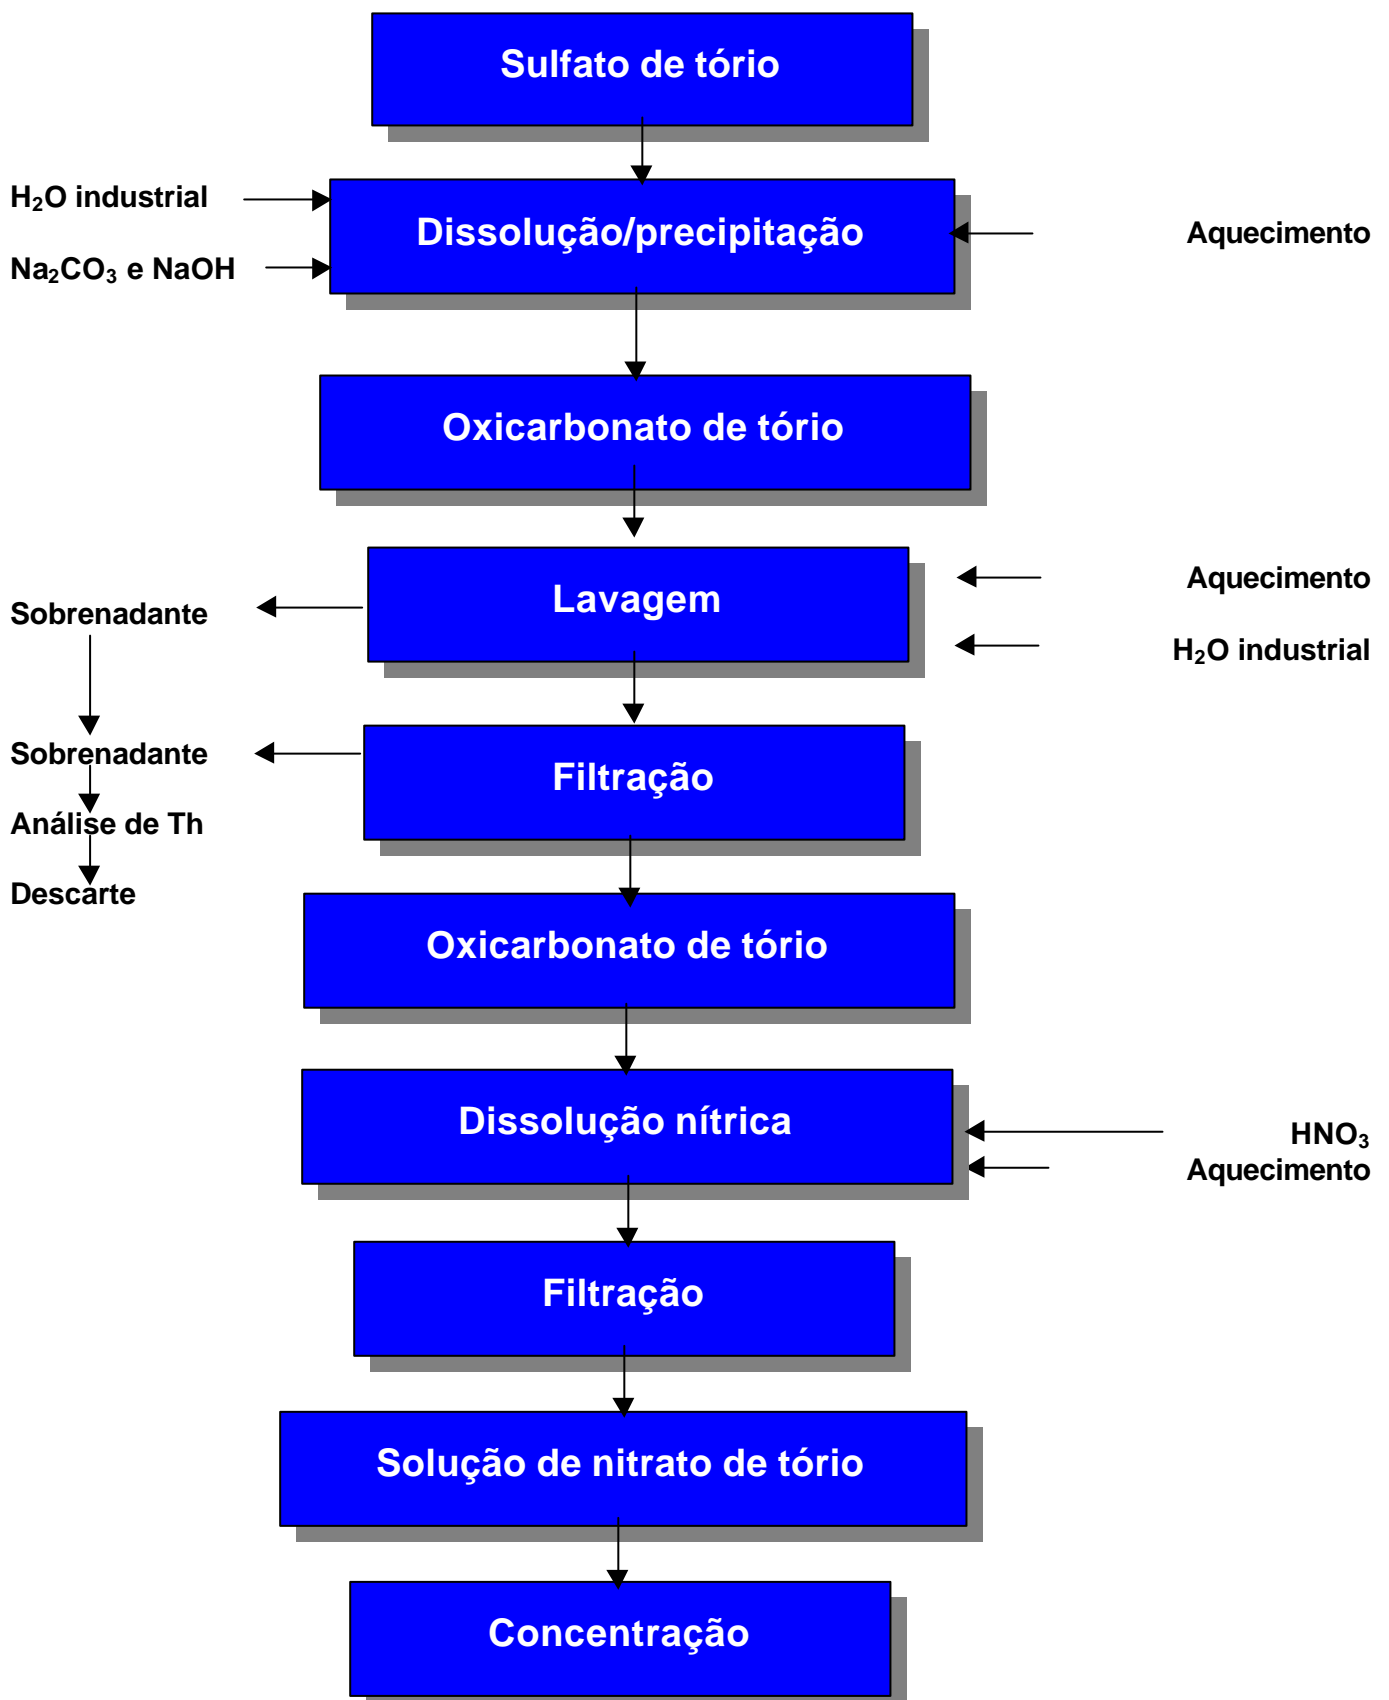 Sulfato de tório
H₂O industrial
Dissolução/precipitação
Aquecimento
Na₂CO₃ e NaOH
Oxicarbonato de tório
Lavagem
Aquecimento
Sobrenadante
H₂O industrial
Sobrenadante
Filtração
Análise de Th
Descarte
Oxicarbonato de tório
Dissolução nítrica
HNO₃
Aquecimento
Filtração
Solução de nitrato de tório
Concentração